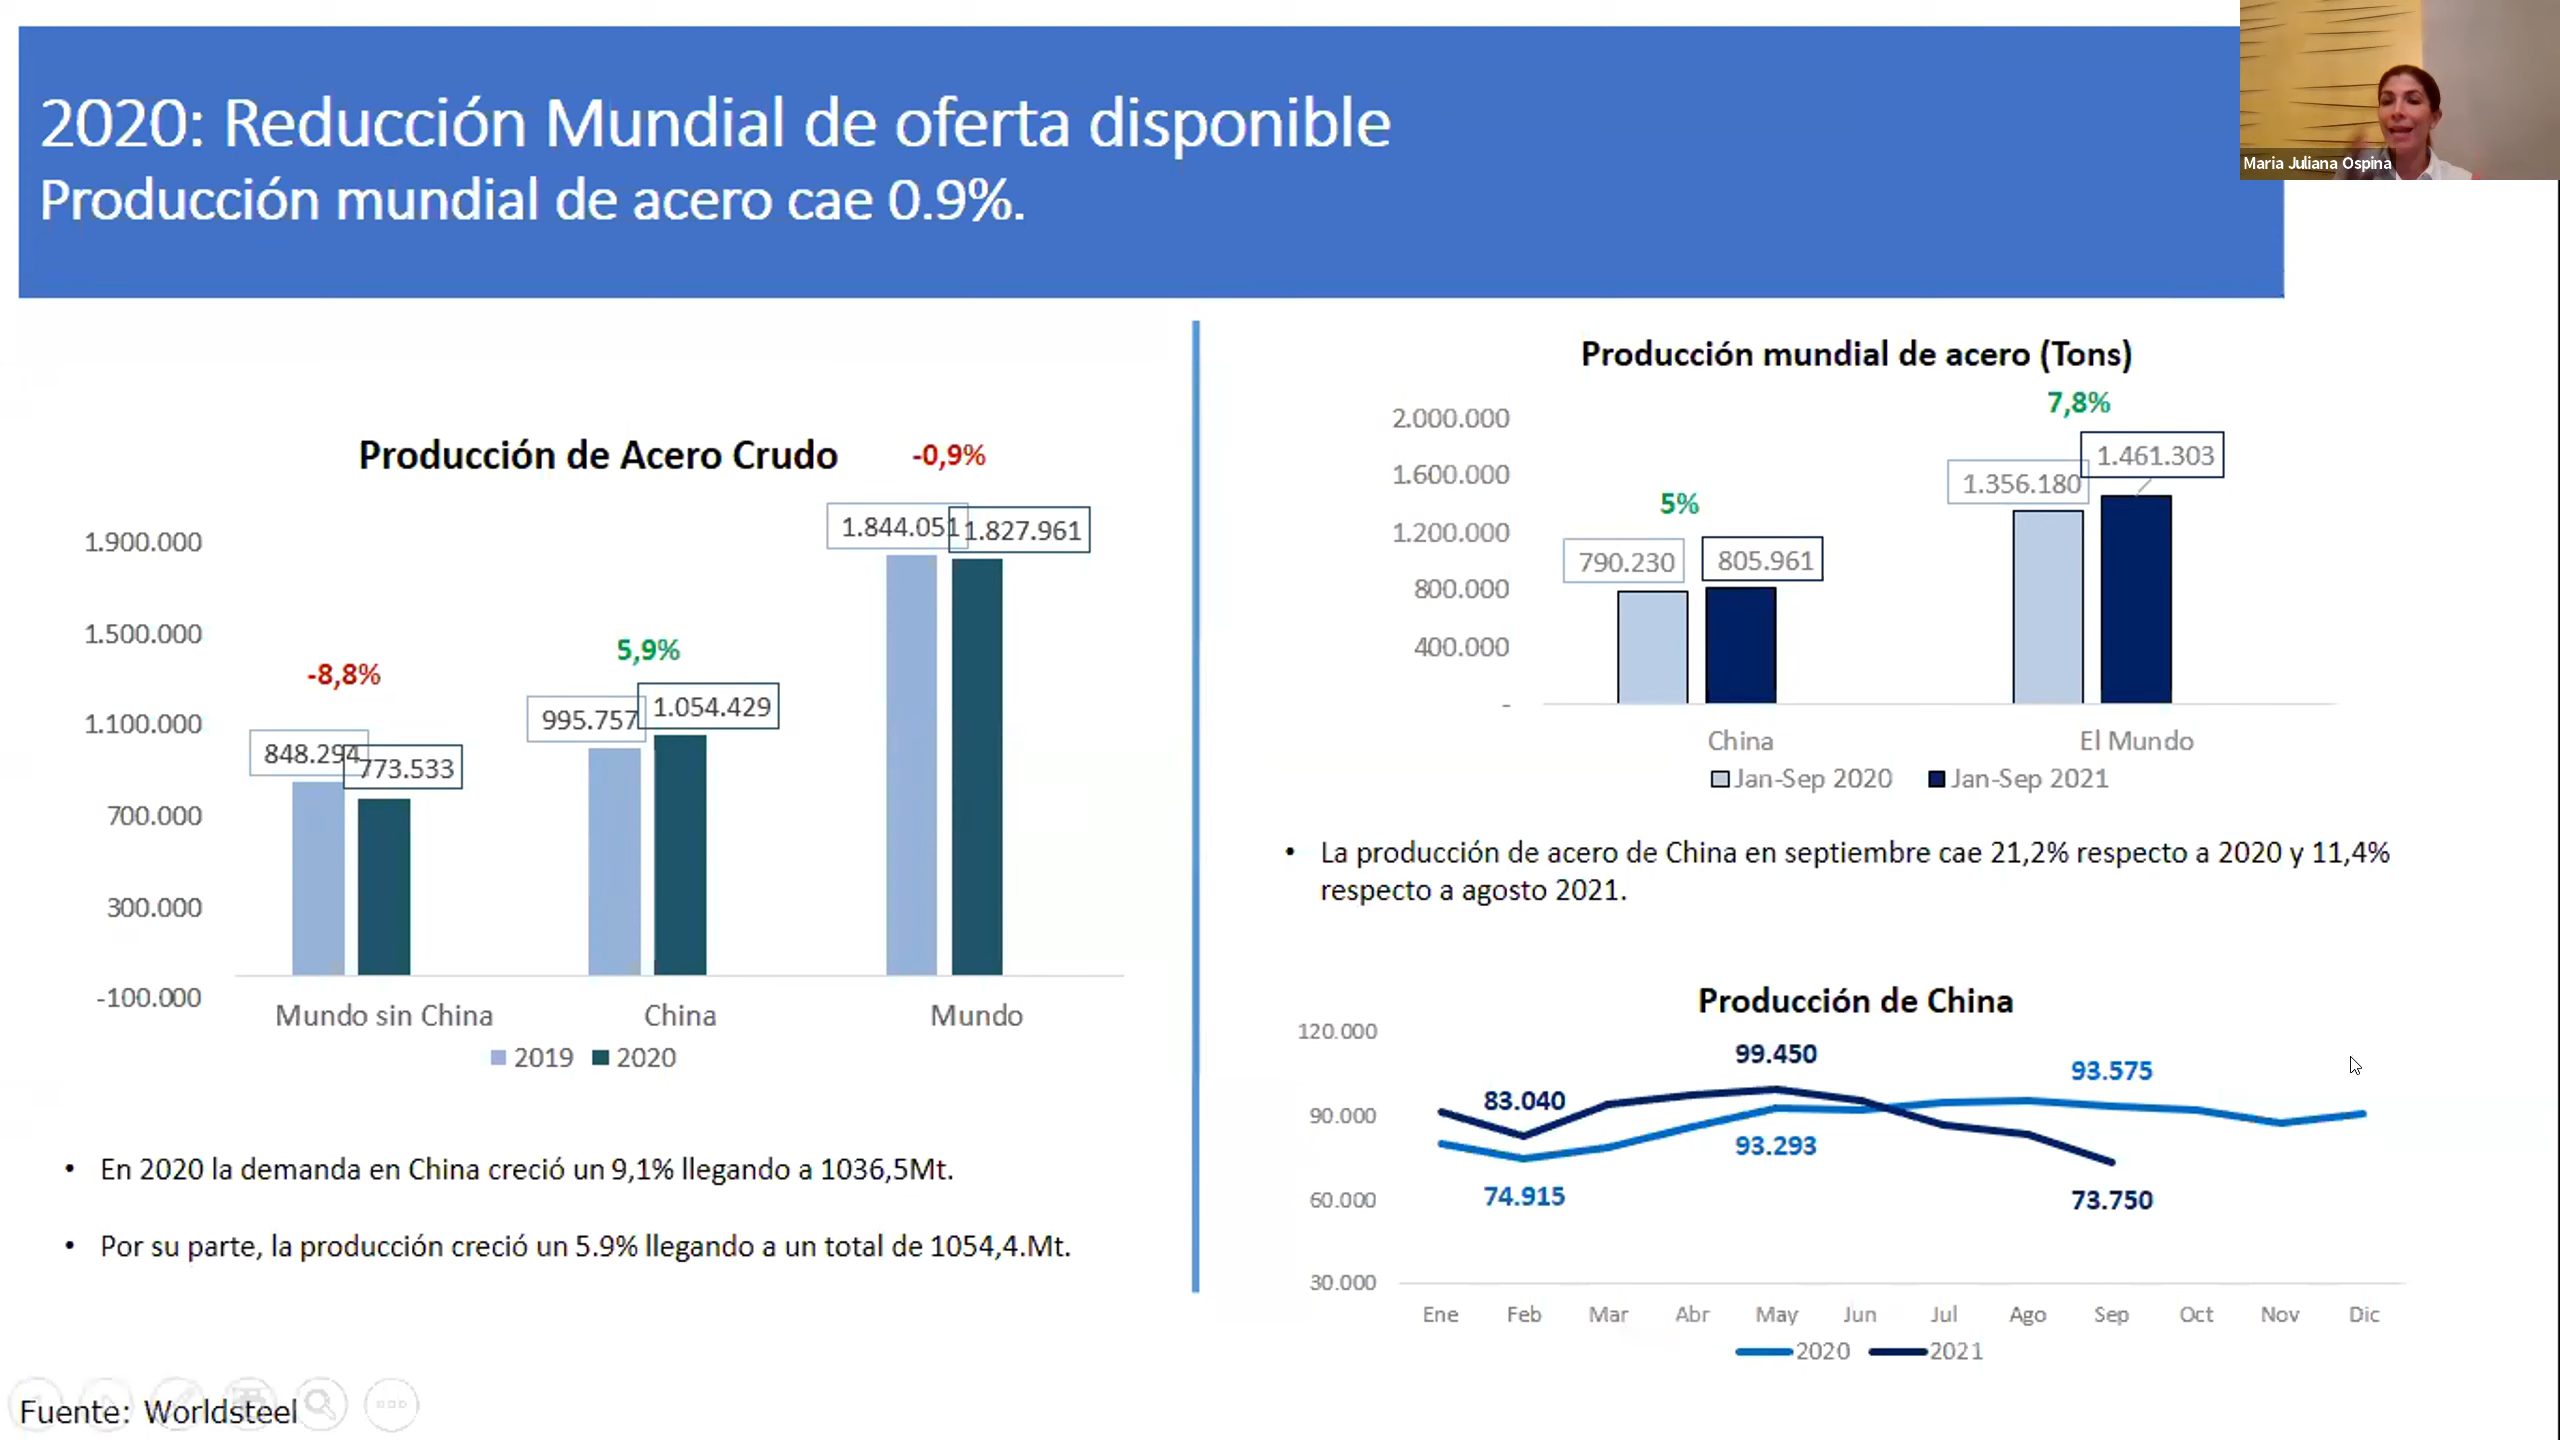 2020: Reducción Mundial de oferta disponible
Producción mundial de acero cae 0.9%.
Maria Juliana Ospina
Producción de Acero Crudo
-0,9%
1.844.051
1.827.961
1.900.000
1.500.000
5,9%
-8,8%
1.100.000
995.757
1.054.429
848.294
773.533
700.000
300.000
-100.000
Mundo sin China
China
Mundo
2019
2020
• En 2020 la demanda en China creció un 9,1% llegando a 1036,5Mt.
• Por su parte, la producción creció un 5.9% llegando a un total de 1054,4.Mt.
Producción mundial de acero (Tons)
7,8%
2.000.000
1.461.303
1.600.000
1.356.180
5%
1.200.000
790.230
805.961
800.000
400.000
-
China
El Mundo
Jan-Sep 2020
Jan-Sep 2021
• La producción de acero de China en septiembre cae 21,2% respecto a 2020 y 11,4%
respecto a agosto 2021.
Producción de China
120.000
99.450
93.575
83.040
90.000
93.293
74.915
60.000
73.750
30.000
Ene Feb Mar Abr May Jun Jul Ago Sep Oct Nov Dic
2020
2021
Fuente: Worldsteel